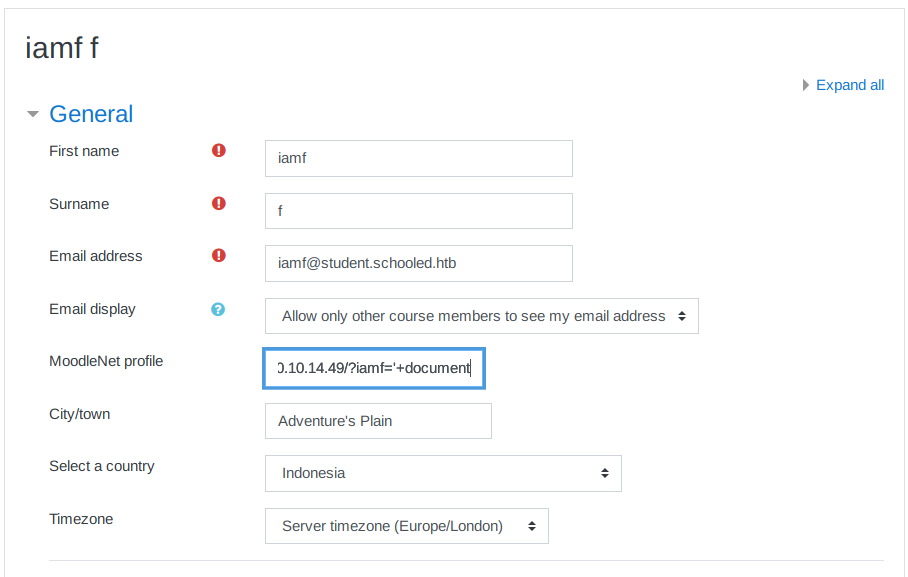 iamf f
Expand all
General
First name
iamf
Surname
f
Email address
iamf@student.schooled.htb
Email display
Allow only other course members to see my email address
MoodleNet profile
0.10.14.49/?iamf='+document
City/town
Adventure's Plain
Select a country
Indonesia
Timezone
Server timezone (Europe/London)